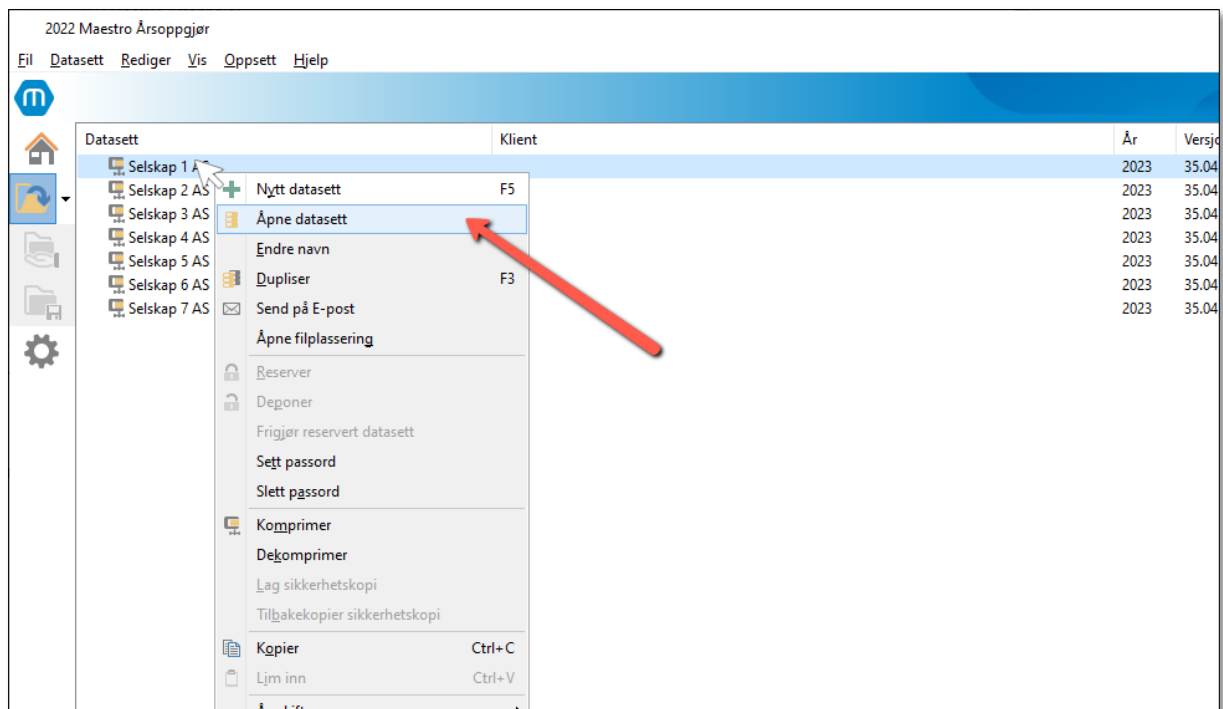 2022 Maestro Årsoppgjør
Fil Datasett Rediger Vis Oppsett Hjelp
Datasett Klient År
Selskap 1 AS 2023 35.04
Selskap 2 AS 2023 35.04
Selskap 3 AS 2023 35.04
Selskap 4 AS 2023 35.04
Selskap 5 AS 2023 35.04
Selskap 6 AS 2023 35.04
Selskap 7 AS 2023 35.04
Nytt datasett F5
Åpne datasett
Endre navn
Dupliser F3
Send på E-post
Åpne filplassering
Reserver
Deponer
Frigjør reservert datasett
Sett passord
Slett passord
Komprimer
Dekomprimer
Lag sikkerhetskopi
Tilbakekopier sikkerhetskopi
Kopier Ctrl+C
Lim inn Ctrl+V